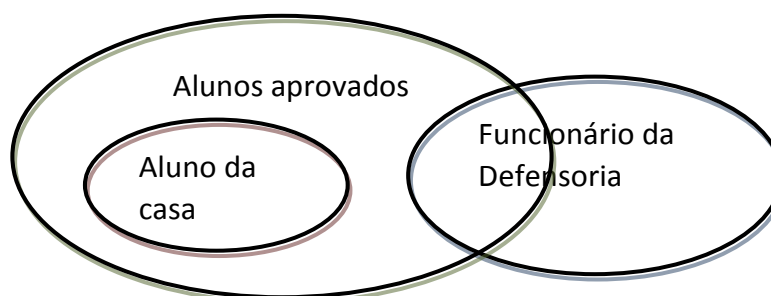 Alunos aprovados
Aluno da
casa
Funcionário da
Defensoria